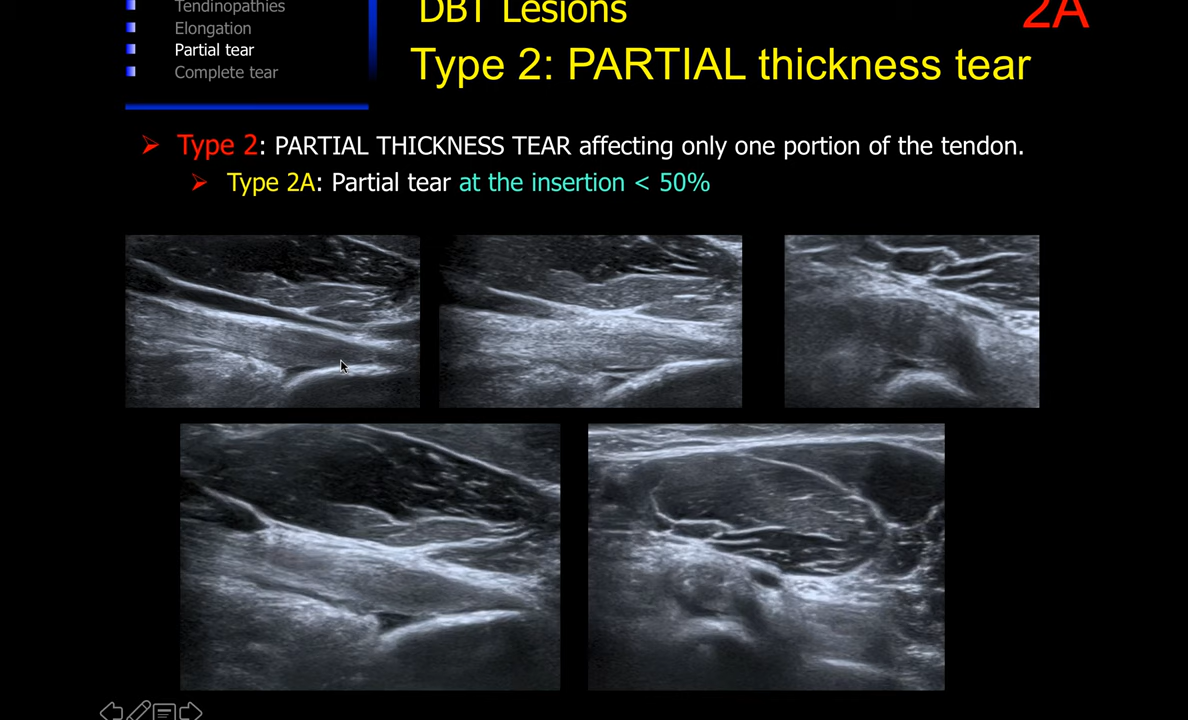 Tendinopathies
Elongation
Partial tear
Complete tear
DBT Lesions
2A
Type 2: PARTIAL thickness tear
Type 2: PARTIAL THICKNESS TEAR affecting only one portion of the tendon.
Type 2A: Partial tear at the insertion < 50%